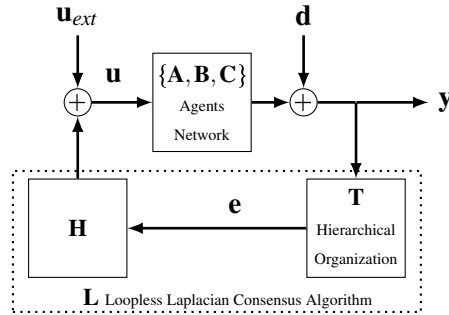 u_ext
d
u
{A, B, C}
Agents
Network
y
H
e
T
Hierarchical
Organization
L Loopless Laplacian Consensus Algorithm